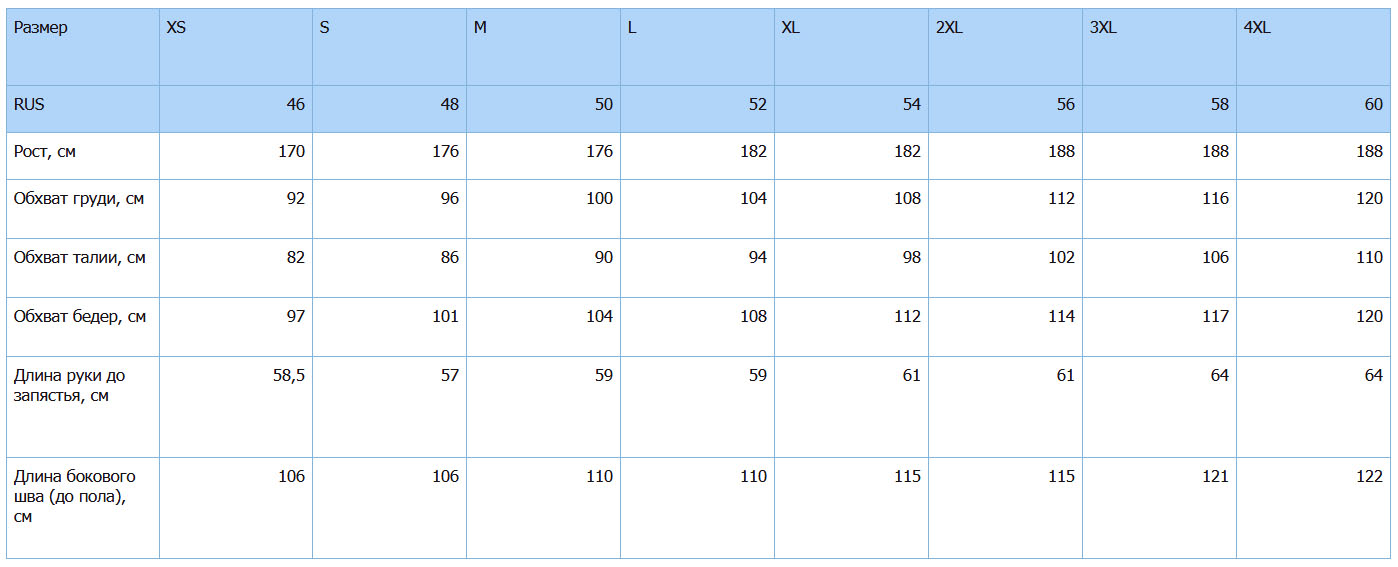 Размер XS S M L XL 2XL 3XL 4XL
RUS 46 48 50 52 54 56 58 60
Рост, см 170 176 176 182 182 188 188 188
Обхват груди, см 92 96 100 104 108 112 116 120
Обхват талии, см 82 86 90 94 98 102 106 110
Обхват бедер, см 97 101 104 108 112 114 117 120
Длина руки до 58,5 57 59 59 61 61 64 64
запястья, см
Длина бокового 106 106 110 110 115 115 121 122
шва (до пола),
см